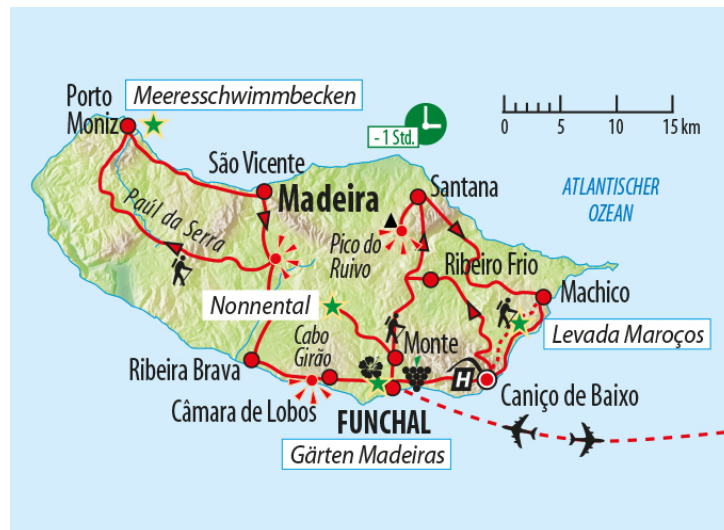 Porto
Moniz
Meeresschwimmbecken
- 1 Std.
0 5 10 15 km
São Vicente
Madeira
Santana
ATLANTISCHER
OZEAN
Paúl da Serra
Pico do
Ruivo
Ribeiro Frio
Nonnental
Machico
Levada Maroços
Cabo
Girão
Monte
Ribeira Brava
H
Caniço de Baixo
Câmara de Lobos
FUNCHAL
Gärten Madeiras